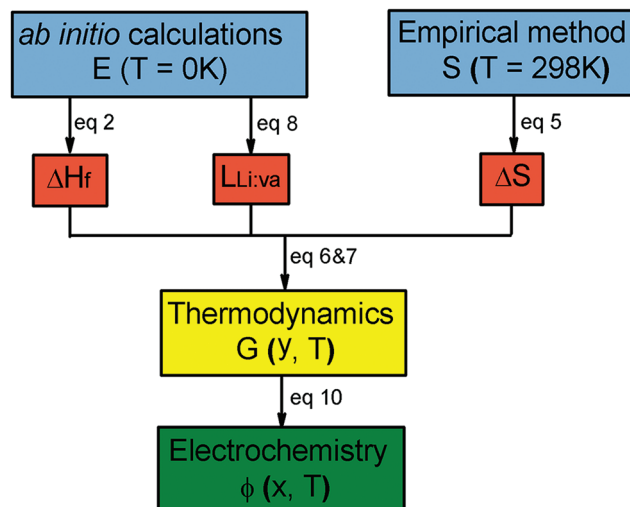 ab initio calculations
E (T = 0K)
Empirical method
S (T = 298K)
eq 2
eq 8
eq 5
ΔHf
LLi:va
ΔS
eq 6&7
Thermodynamics
G (y, T)
eq 10
Electrochemistry
ϕ (x, T)